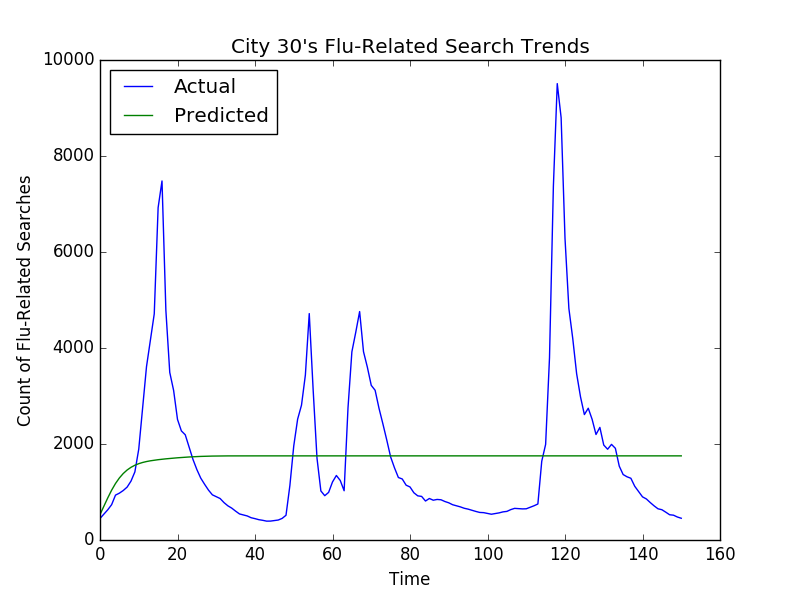 City 30's Flu-Related Search Trends
Actual
Predicted
Count of Flu-Related Searches
10000
8000
6000
4000
2000
0
0 20 40 60 80 100 120 140 160
Time